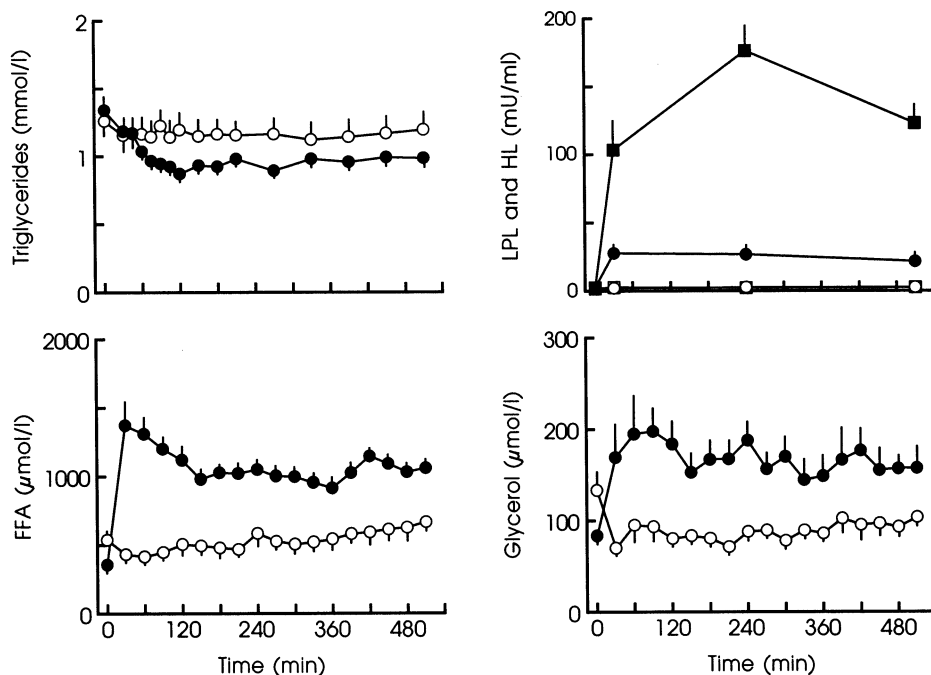 Triglycerides (mmol/l)
2
1
0
LPL and HL (mU/ml)
200
100
0
FFA (µmol/l)
2000
1000
0
0 120 240 360 480
Time (min)
Glycerol (µmol/l)
300
200
100
0
0 120 240 360 480
Time (min)